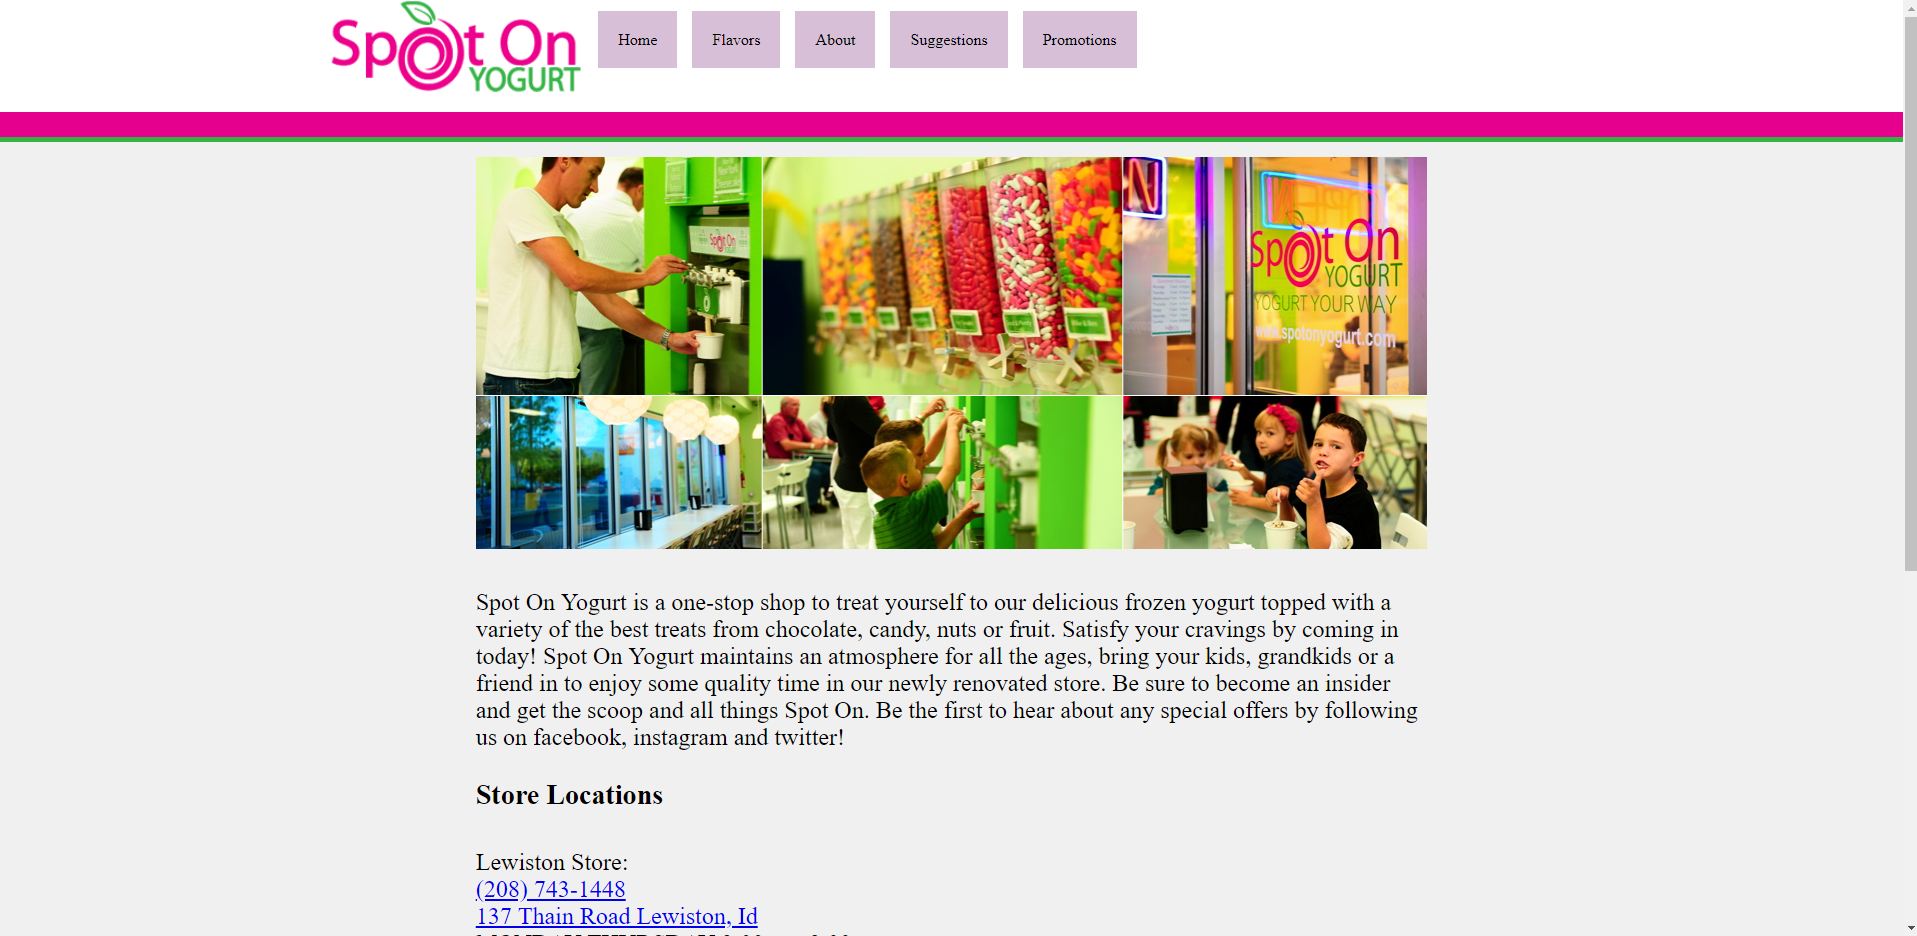 Spot On
YOGURT
Home
Flavors
About
Suggestions
Promotions
Spot On
Spot On
YOGURT
YOGURT YOUR WAY
www.spotonyogurt.com
Spot On Yogurt is a one-stop shop to treat yourself to our delicious frozen yogurt topped with a
variety of the best treats from chocolate, candy, nuts or fruit. Satisfy your cravings by coming in
today! Spot On Yogurt maintains an atmosphere for all the ages, bring your kids, grandkids or a
friend in to enjoy some quality time in our newly renovated store. Be sure to become an insider
and get the scoop and all things Spot On. Be the first to hear about any special offers by following
us on facebook, instagram and twitter!
Store Locations
Lewiston Store:
(208) 743-1448
137 Thain Road Lewiston, Id